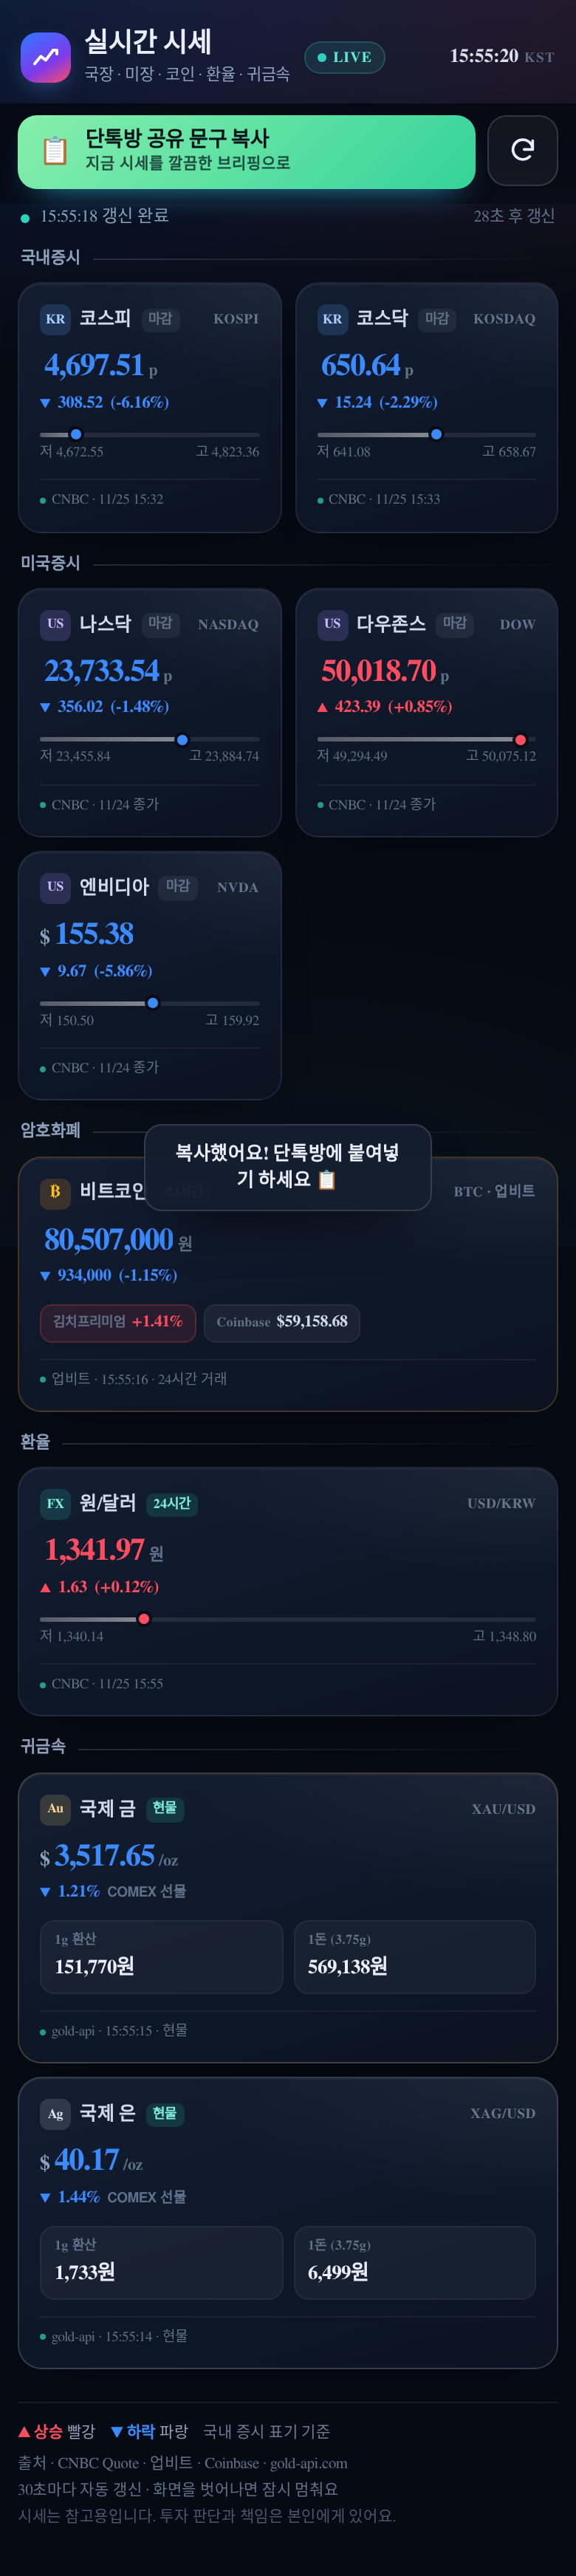 실시간 시세
국장 · 미장 · 코인 · 환율 · 귀금속
LIVE
15:55:20 KST
단톡방 공유 문구 복사
지금 시세를 깔끔한 브리핑으로
15:55:18 갱신 완료
28초 후 갱신
국내증시
KR 코스피 마감 KOSPI
4,697.51 p
▼ 308.52 (-6.16%)
저 4,672.55 고 4,823.36
CNBC · 11/25 15:32
KR 코스닥 마감 KOSDAQ
650.64 p
▼ 15.24 (-2.29%)
저 641.08 고 658.67
CNBC · 11/25 15:33
미국증시
US 나스닥 마감 NASDAQ
23,733.54 p
▼ 356.02 (-1.48%)
저 23,455.84 고 23,884.74
CNBC · 11/24 종가
US 다우존스 마감 DOW
50,018.70 p
▲ 423.39 (+0.85%)
저 49,294.49 고 50,075.12
CNBC · 11/24 종가
US 엔비디아 마감 NVDA
$ 155.38
▼ 9.67 (-5.86%)
저 150.50 고 159.92
CNBC · 11/24 종가
암호화폐
복사했어요! 단톡방에 붙여넣
기 하세요 📋
₿ 비트코인 BTC · 업비트
80,507,000 원
▼ 934,000 (-1.15%)
김치프리미엄 +1.41% Coinbase $59,158.68
업비트 · 15:55:16 · 24시간 거래
환율
FX 원/달러 24시간 USD/KRW
1,341.97 원
▲ 1.63 (+0.12%)
저 1,340.14 고 1,348.80
CNBC · 11/25 15:55
귀금속
Au 국제 금 현물 XAU/USD
$ 3,517.65 /oz
▼ 1.21% COMEX 선물
1g 환산
151,770원
1돈 (3.75g)
569,138원
gold-api · 15:55:15 · 현물
Ag 국제 은 현물 XAG/USD
$ 40.17 /oz
▼ 1.44% COMEX 선물
1g 환산
1,733원
1돈 (3.75g)
6,499원
gold-api · 15:55:14 · 현물
▲ 상승 빨강 ▼ 하락 파랑 국내 증시 표기 기준
출처 · CNBC Quote · 업비트 · Coinbase · gold-api.com
30초마다 자동 갱신 · 화면을 벗어나면 잠시 멈춰요
시세는 참고용입니다. 투자 판단과 책임은 본인에게 있어요.